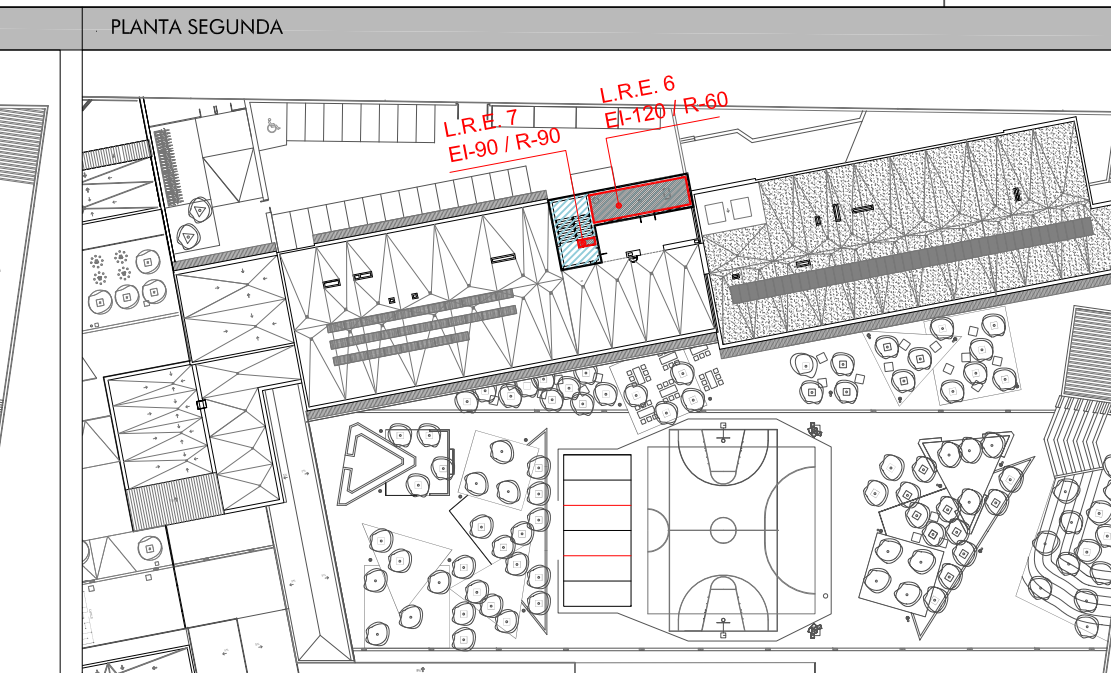 PLANTA SEGUNDA
L.R.E. 6
EI-120 / R-60
L.R.E. 7
EI-90 / R-90